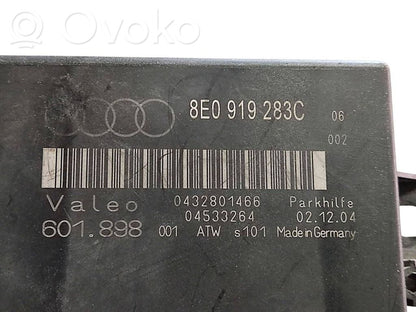 Ovoko
8E0 919 283C 06
002
Valeo 0432801466 Parkhilfe
04533264 02.12.04
601.898 001 ATW s101 Made in Germany